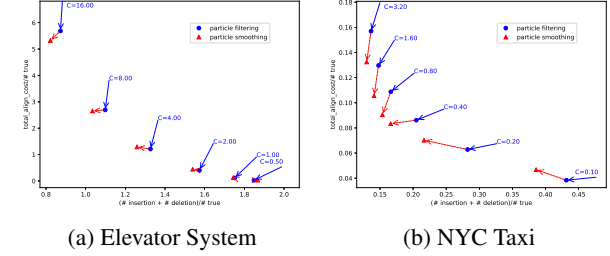 C=16.00
particle filtering
particle smoothing
C=8.00
C=4.00
C=2.00
C=1.00
C=0.50
6
5
4
3
2
1
0
total_align_cost/# true
0.8 1.0 1.2 1.4 1.6 1.8 2.0
(# insertion + # deletion)/# true
(a) Elevator System
0.18
0.16
0.14
0.12
0.10
0.08
0.06
0.04
total_align_cost/# true
C=3.20
particle filtering
particle smoothing
C=1.60
C=0.80
C=0.40
C=0.20
C=0.10
0.15 0.20 0.25 0.30 0.35 0.40 0.45
(# insertion + # deletion)/# true
(b) NYC Taxi